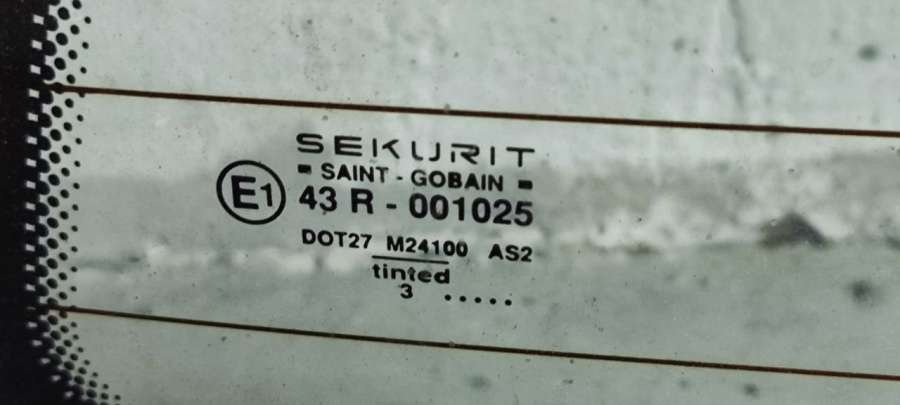 SEKURIT
SAINT - GOBAIN
E1 43 R - 001025
DOT27 M24100 AS2
tinted
3 .....